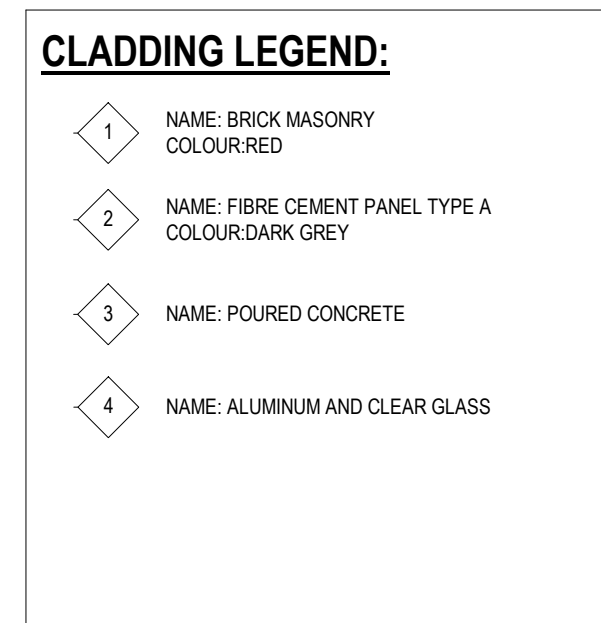 CLADDING LEGEND:
1
NAME: BRICK MASONRY
COLOUR:RED
2
NAME: FIBRE CEMENT PANEL TYPE A
COLOUR:DARK GREY
3
NAME: POURED CONCRETE
4
NAME: ALUMINUM AND CLEAR GLASS